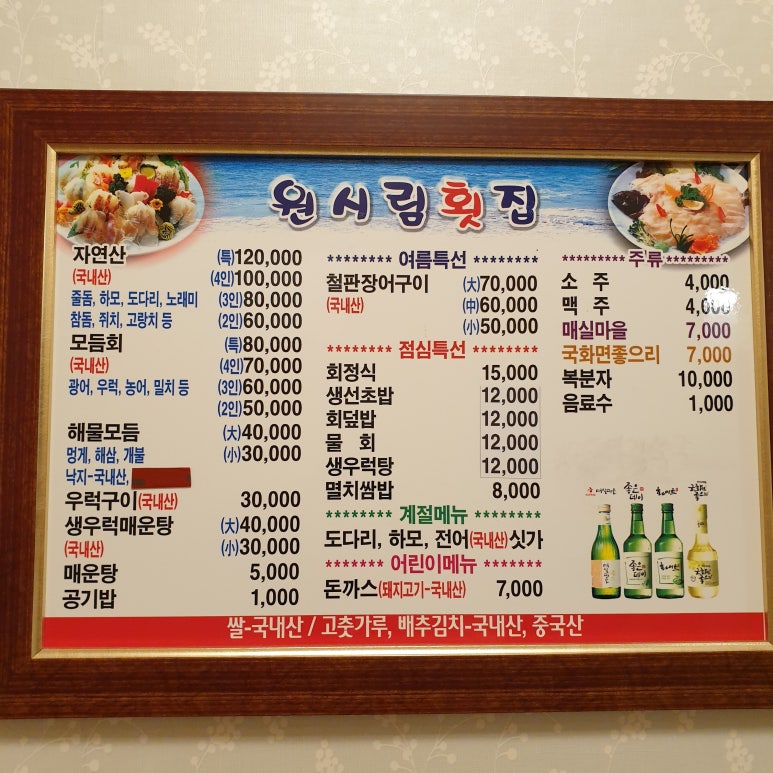 원시림횟집
자연산 (특)120,000
(국내산) (4인)100,000
줄돔, 하모, 도다리, 노래미 (3인)80,000
참돔, 쥐치, 고랑치 등 (2인)60,000
모듬회 (특)80,000
(국내산) (4인)70,000
광어, 우럭, 농어, 밀치 등 (3인)60,000
(2인)50,000
해물모듬 (大)40,000
멍게, 해삼, 개불 (小)30,000
낙지-국내산,
우럭구이(국내산) 30,000
생우럭매운탕 (大)40,000
(국내산) (小)30,000
매운탕 5,000
공기밥 1,000
******** 여름특선 ********
철판장어구이 (大)70,000
(국내산) (中)60,000
(小)50,000
******** 점심특선 ********
회정식 15,000
생선초밥 12,000
회덮밥 12,000
물 회 12,000
생우럭탕 12,000
멸치쌈밥 8,000
******** 계절메뉴 ********
도다리, 하모, 전어(국내산)싯가
******* 어린이메뉴 *******
돈까스(돼지고기-국내산) 7,000
********* 주류 *********
소 주 4,000
맥 주 4,000
매실마을 7,000
국화면좋으리 7,000
복분자 10,000
음료수 1,000
좋은데이
쌀-국내산 / 고춧가루, 배추김치-국내산, 중국산